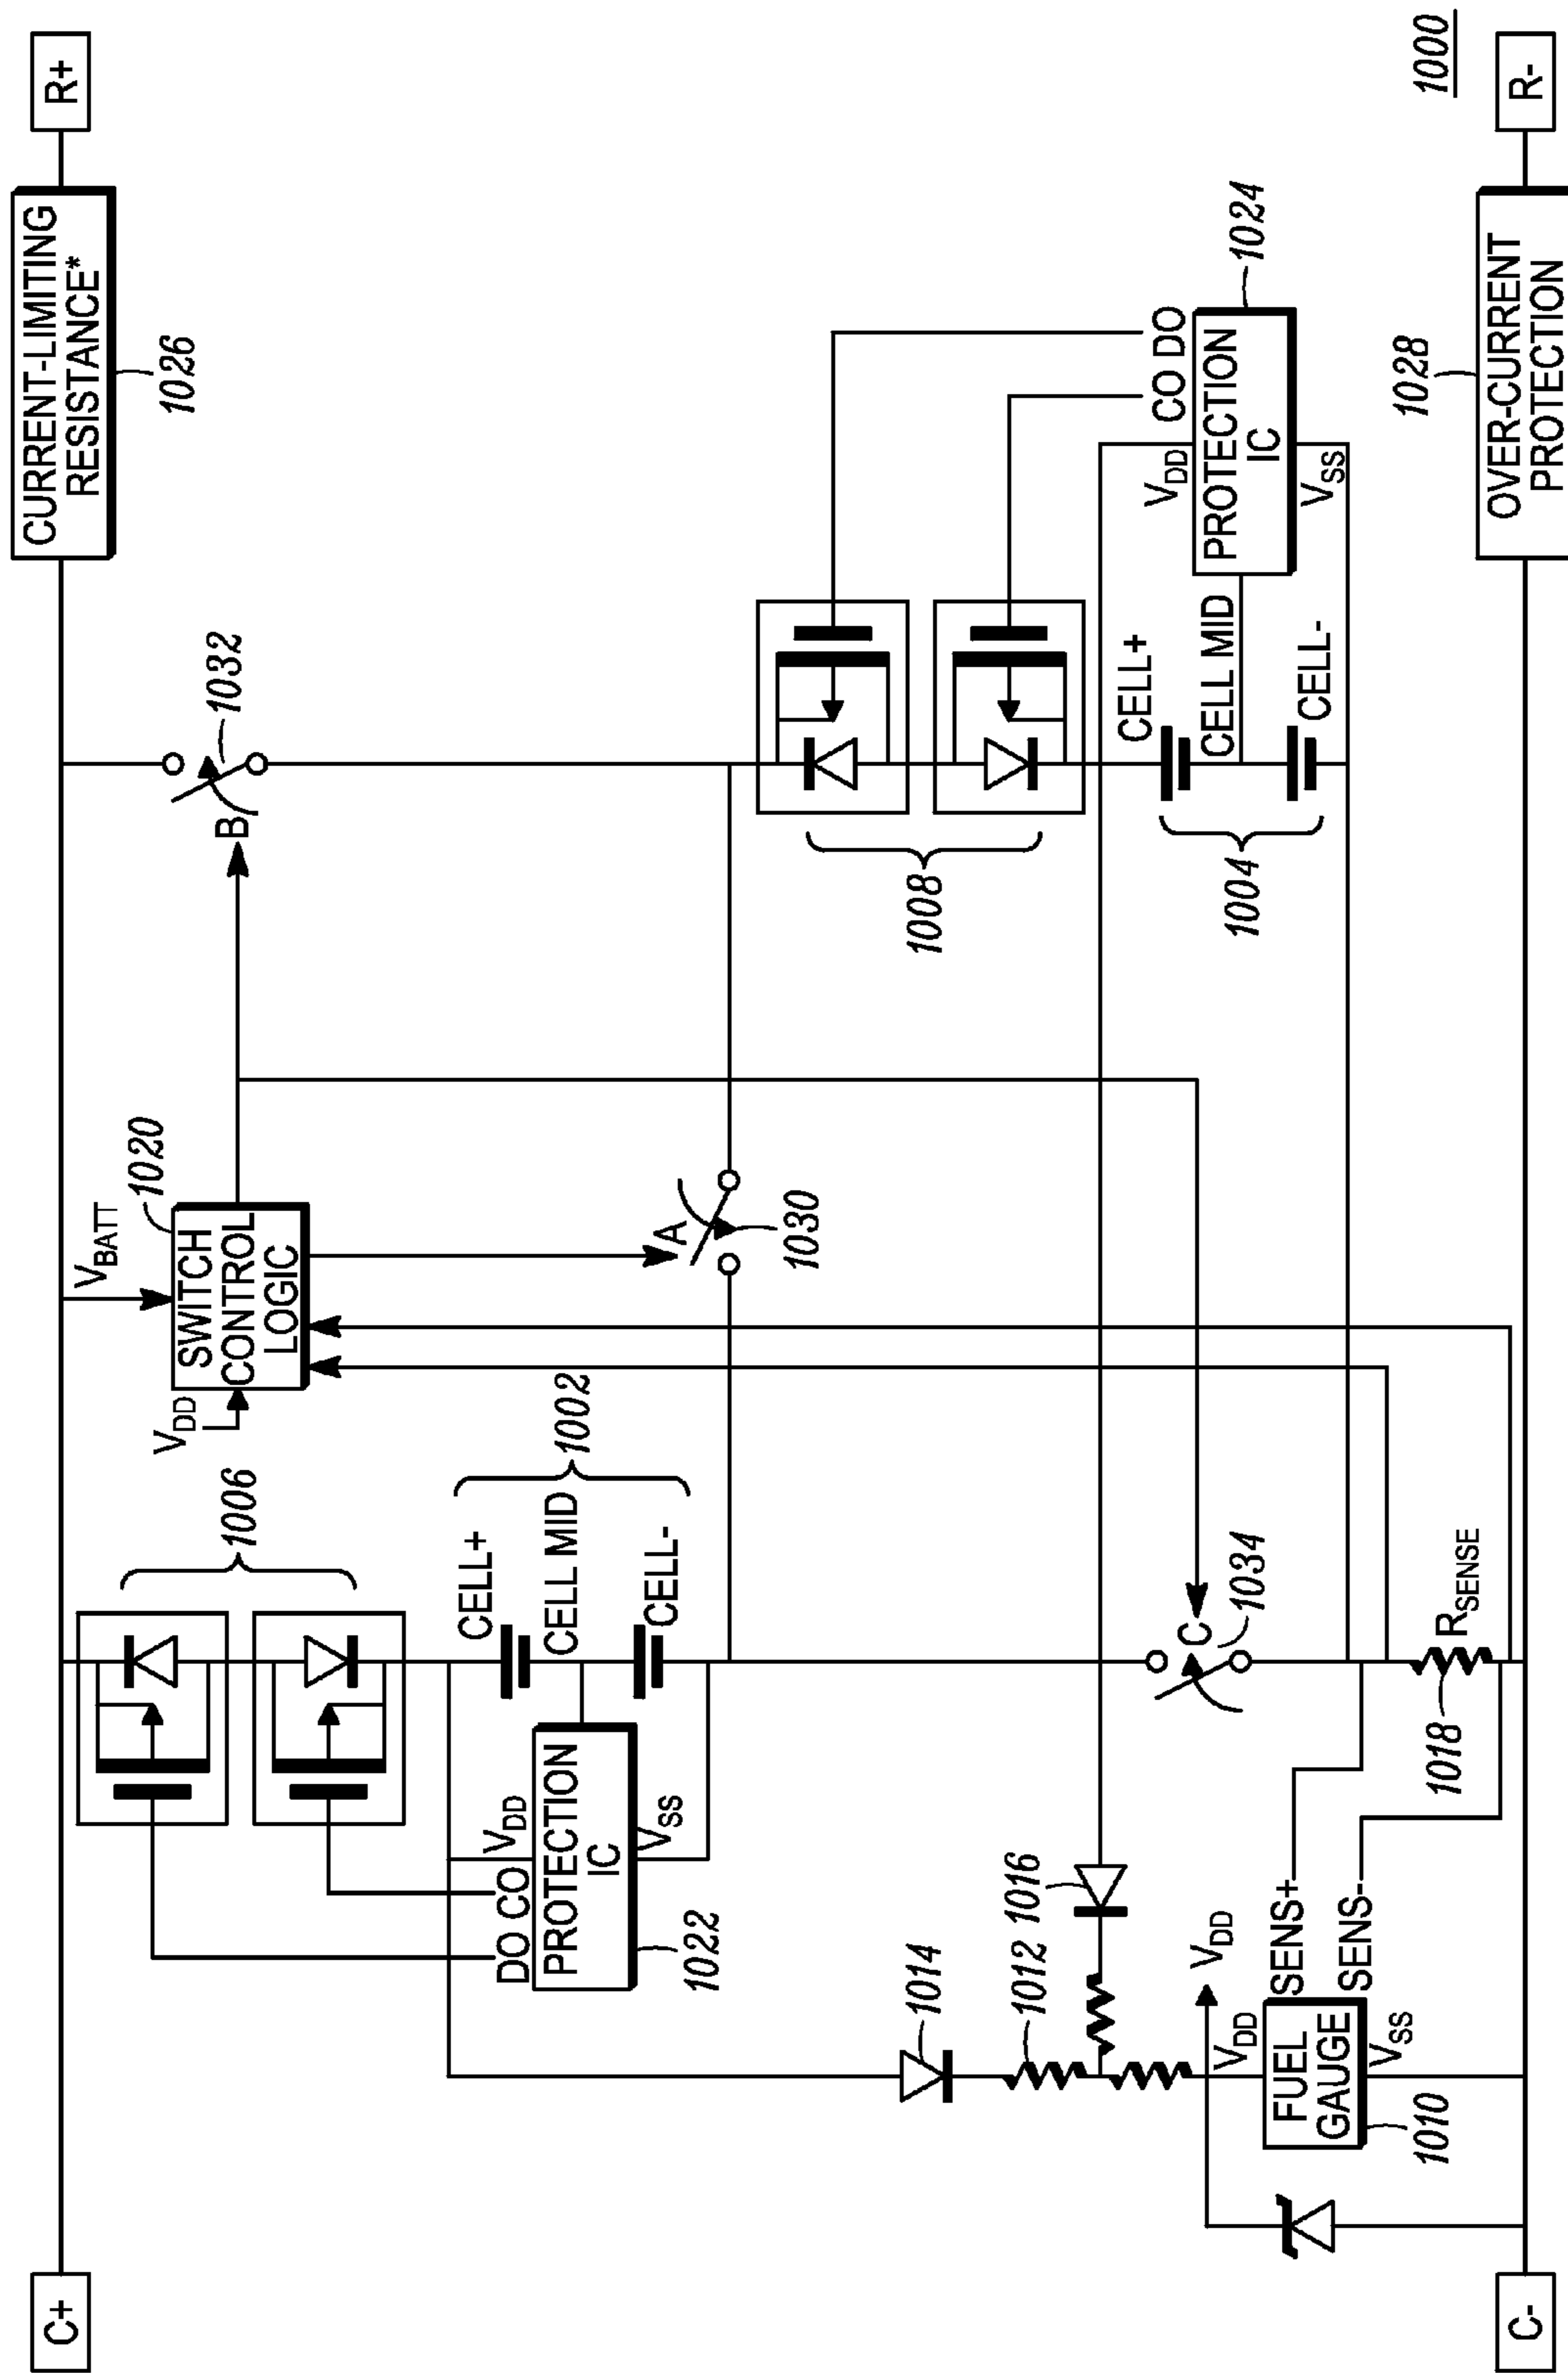 C+
R+
CURRENT-LIMITING
RESISTANCE*
1026
VBATT
1020
VDD
SWITCH
CONTROL
LOGIC
B
1032
1006
CELL+
CELL MID
CELL-
1002
A
1030
DO CO
VDD
PROTECTION
IC
VSS
1022
1008
CO DO
VDD
PROTECTION
IC
VSS
1024
CELL+
CELL MID
CELL-
1004
1014
1012
1016
C
1034
VDD
VDD
SENS+
FUEL
GAUGE
SENS-
VSS
1010
1018
RSENSE
1028
OVER-CURRENT
PROTECTION
C-
R-
1000